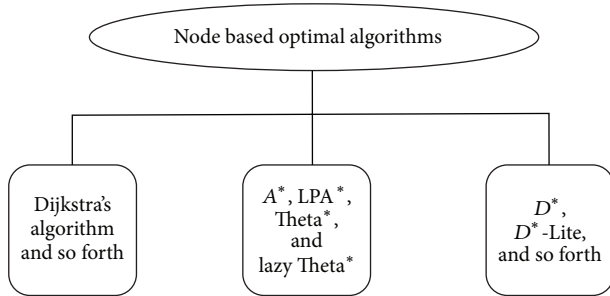 Node based optimal algorithms
Dijkstra's
algorithm
and so forth
A*, LPA*,
Theta*,
and
lazy Theta*
D*,
D*-Lite,
and so forth